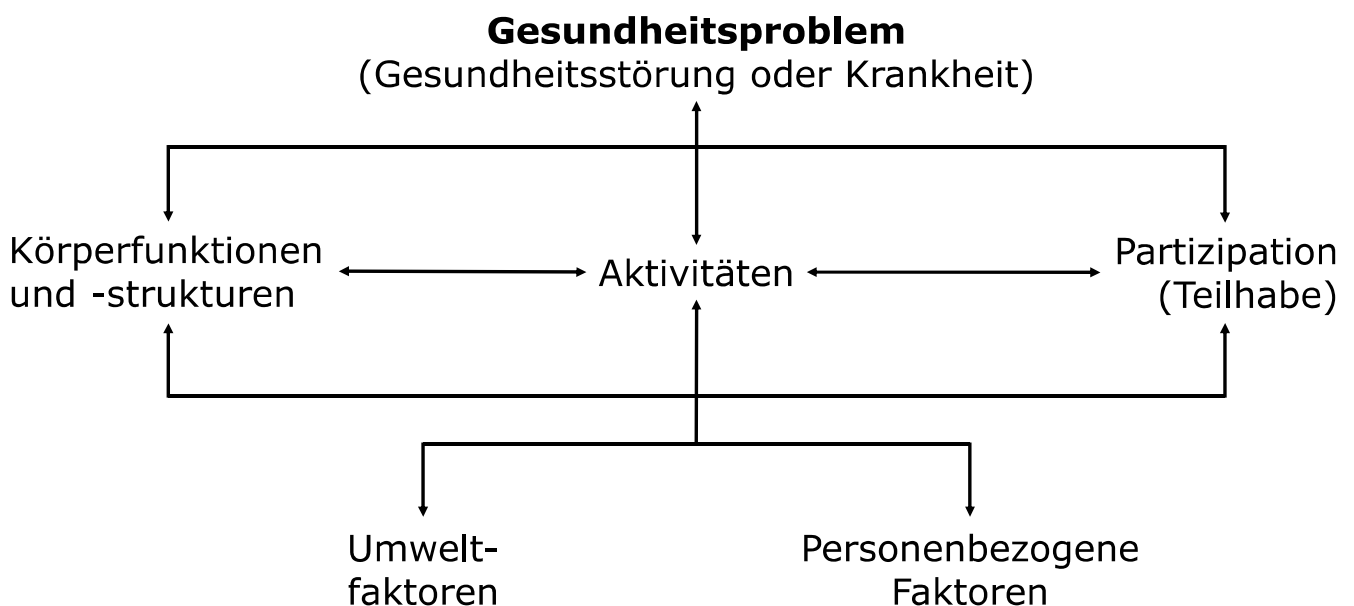 Gesundheitsproblem
(Gesundheitsstörung oder Krankheit)
Körperfunktionen
und -strukturen
Aktivitäten
Partizipation
(Teilhabe)
Umwelt-
faktoren
Personenbezogene
Faktoren